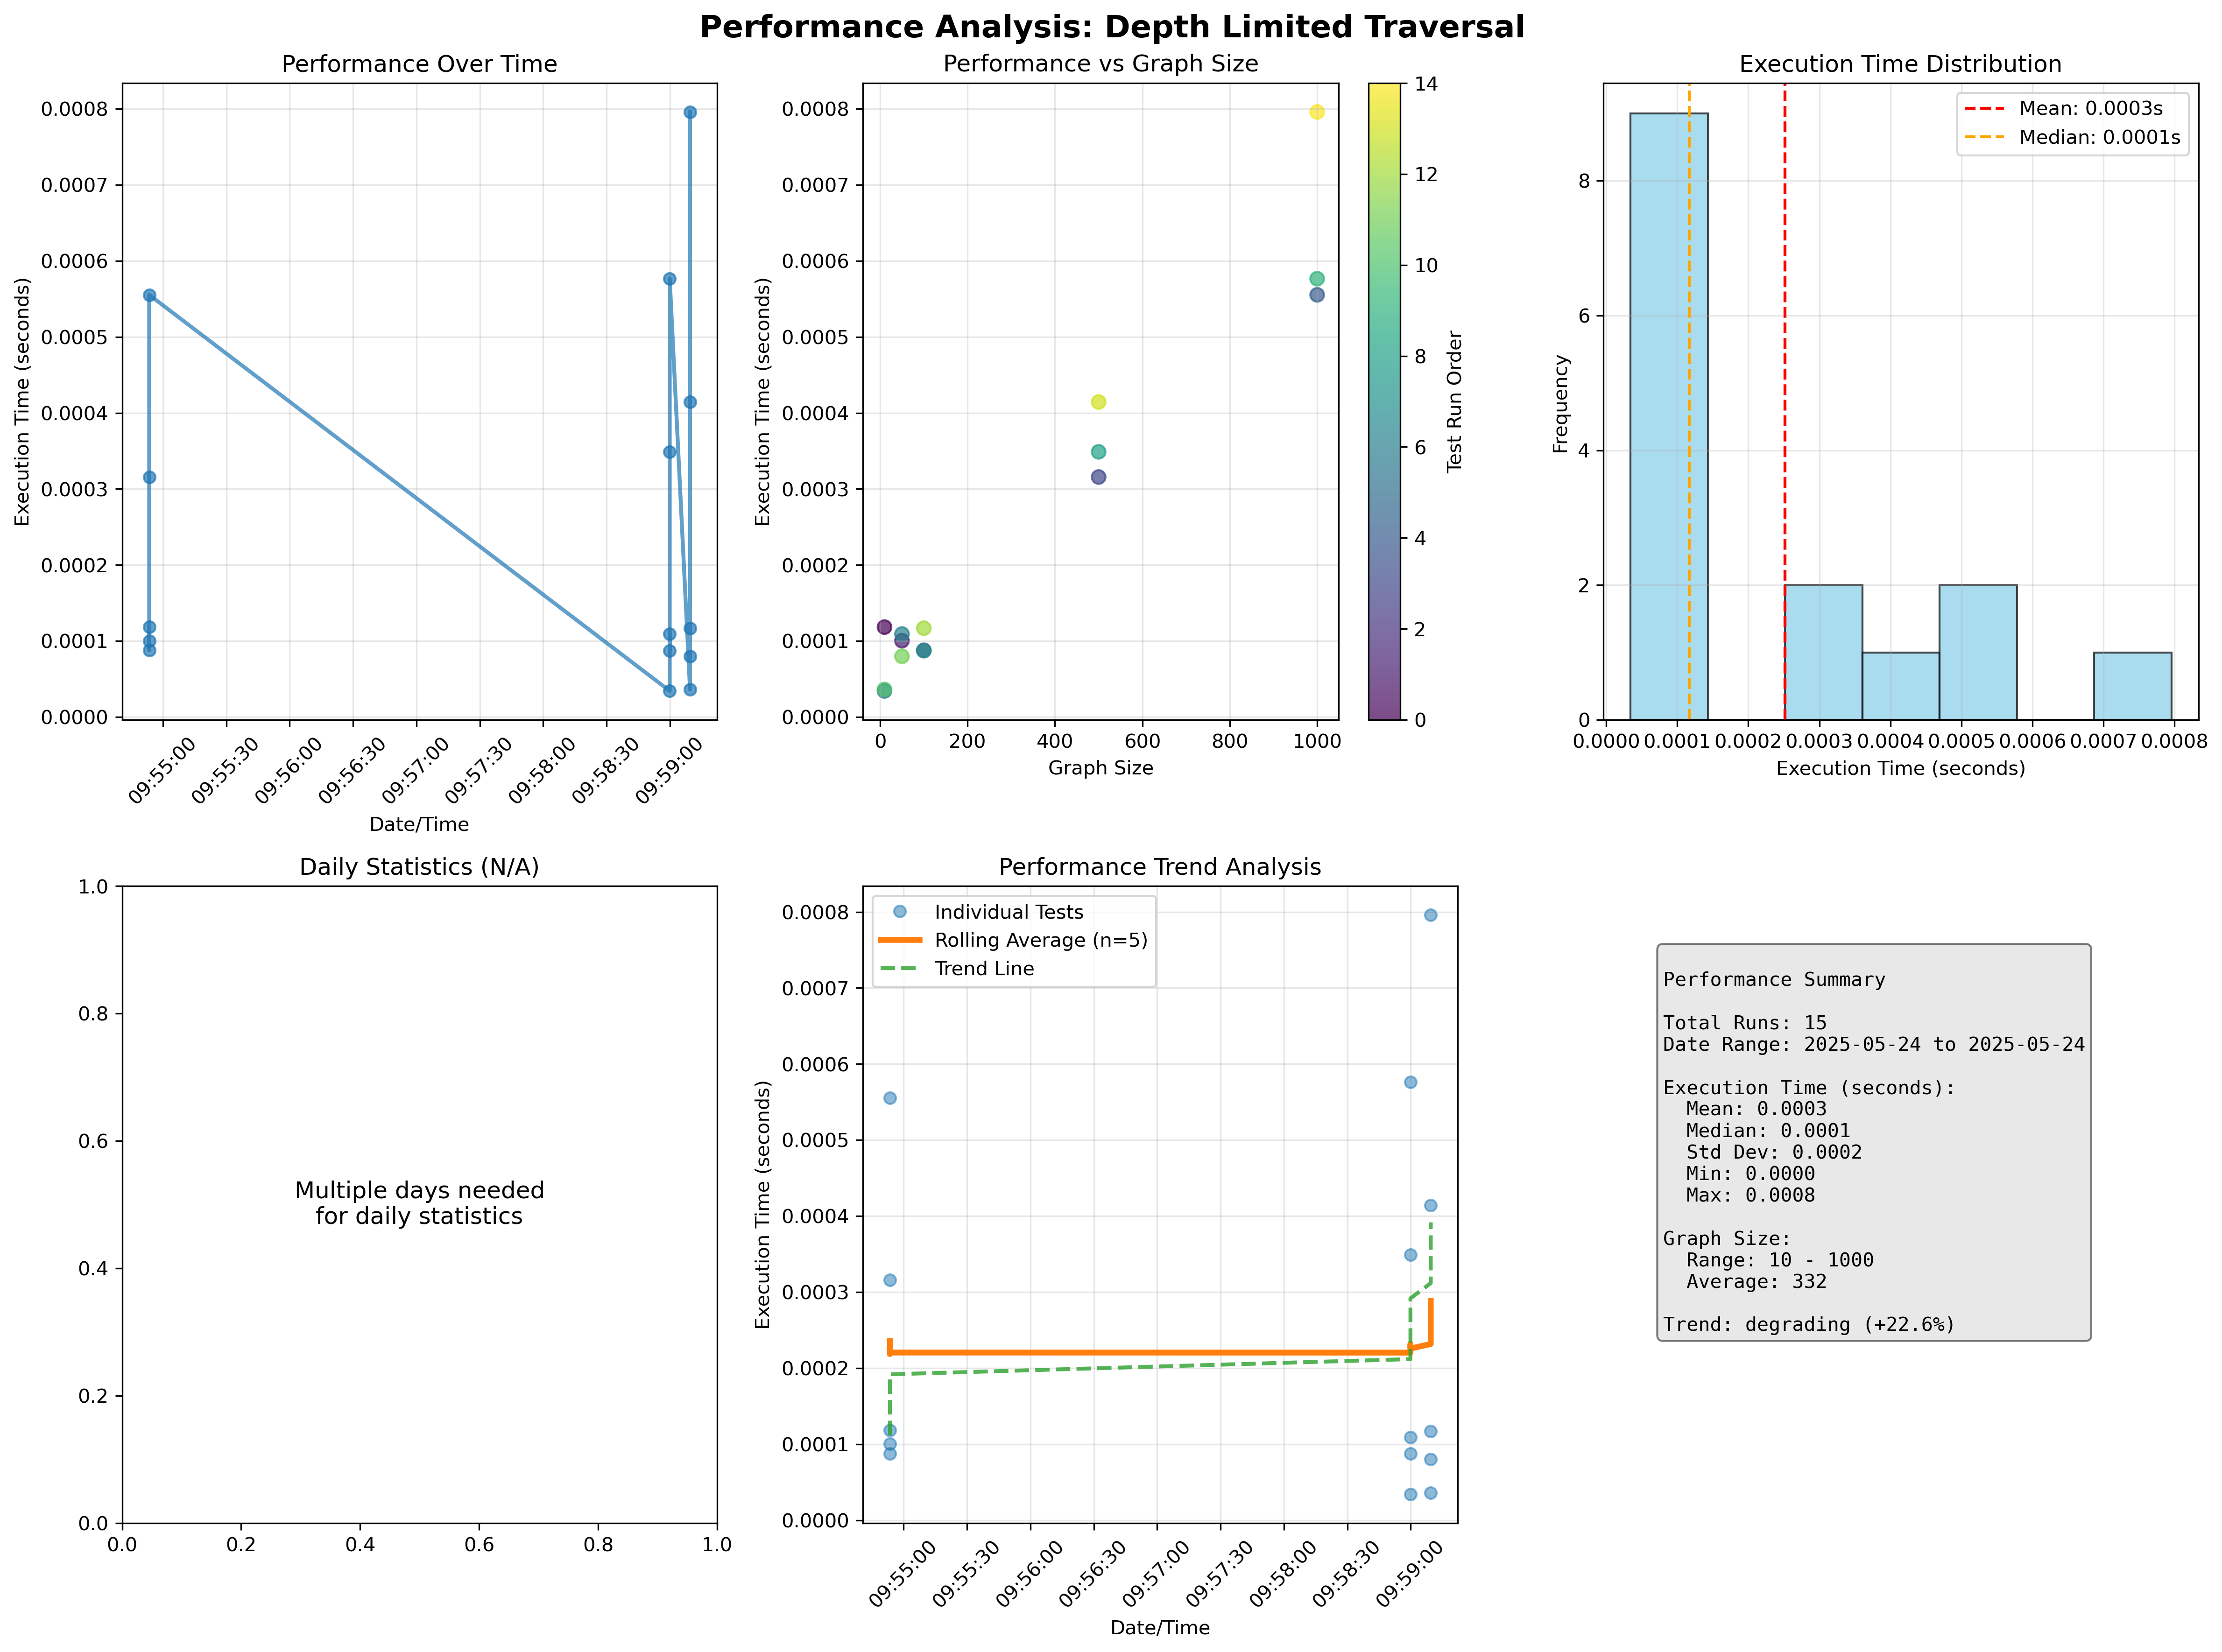 Performance Analysis: Depth Limited Traversal
Performance Over Time
0.0008
0.0007
0.0006
0.0005
0.0004
0.0003
0.0002
0.0001
0.0000
Execution Time (seconds)
09:55:00
09:55:30
09:56:00
09:56:30
09:57:00
09:57:30
09:58:00
09:58:30
09:59:00
Date/Time
Performance vs Graph Size
0.0008
0.0007
0.0006
0.0005
0.0004
0.0003
0.0002
0.0001
0.0000
Execution Time (seconds)
0 200 400 600 800 1000
Graph Size
14
12
10
8
6
4
2
0
Test Run Order
Execution Time Distribution
Mean: 0.0003s
Median: 0.0001s
8
6
4
2
0
Frequency
0.0000 0.0001 0.0002 0.0003 0.0004 0.0005 0.0006 0.0007 0.0008
Execution Time (seconds)
Daily Statistics (N/A)
1.0
0.8
0.6
0.4
0.2
0.0
Multiple days needed
for daily statistics
0.0 0.2 0.4 0.6 0.8 1.0
Performance Trend Analysis
Individual Tests
Rolling Average (n=5)
Trend Line
0.0008
0.0007
0.0006
0.0005
0.0004
0.0003
0.0002
0.0001
0.0000
Execution Time (seconds)
09:55:00
09:55:30
09:56:00
09:56:30
09:57:00
09:57:30
09:58:00
09:58:30
09:59:00
Date/Time
Performance Summary
Total Runs: 15
Date Range: 2025-05-24 to 2025-05-24
Execution Time (seconds):
Mean: 0.0003
Median: 0.0001
Std Dev: 0.0002
Min: 0.0000
Max: 0.0008
Graph Size:
Range: 10 - 1000
Average: 332
Trend: degrading (+22.6%)